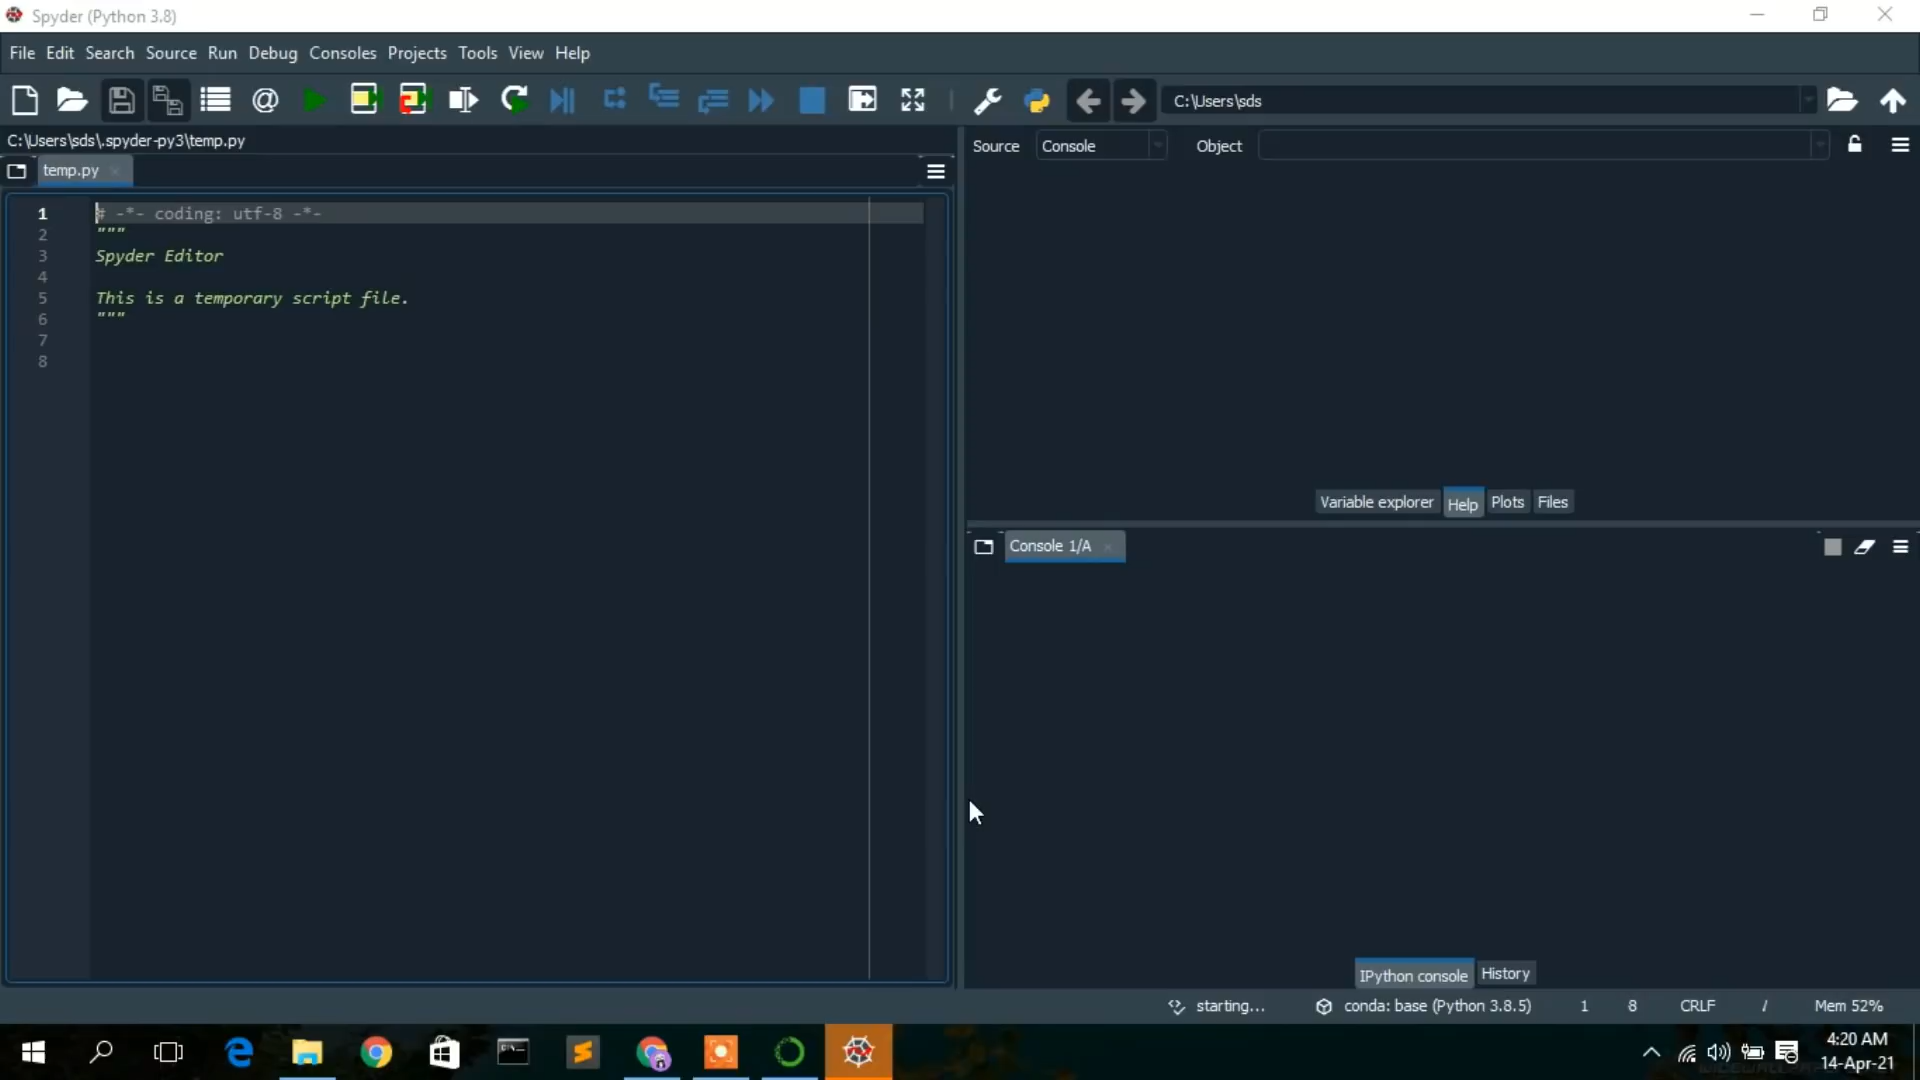 Spyder (Python 3.8)
File Edit Search Source Run Debug Consoles Projects Tools View Help
C:\Users\sds
C:\Users\sds\.spyder-py3\temp.py
Source Console Object
temp.py
1 # -*- coding: utf-8 -*-
2 """
3 Spyder Editor
4
5 This is a temporary script file.
6 """
7
8
Variable explorer Help Plots Files
Console 1/A
IPython console History
starting... conda: base (Python 3.8.5) 1 8 CRLF / Mem 52%
4:20 AM
14-Apr-21